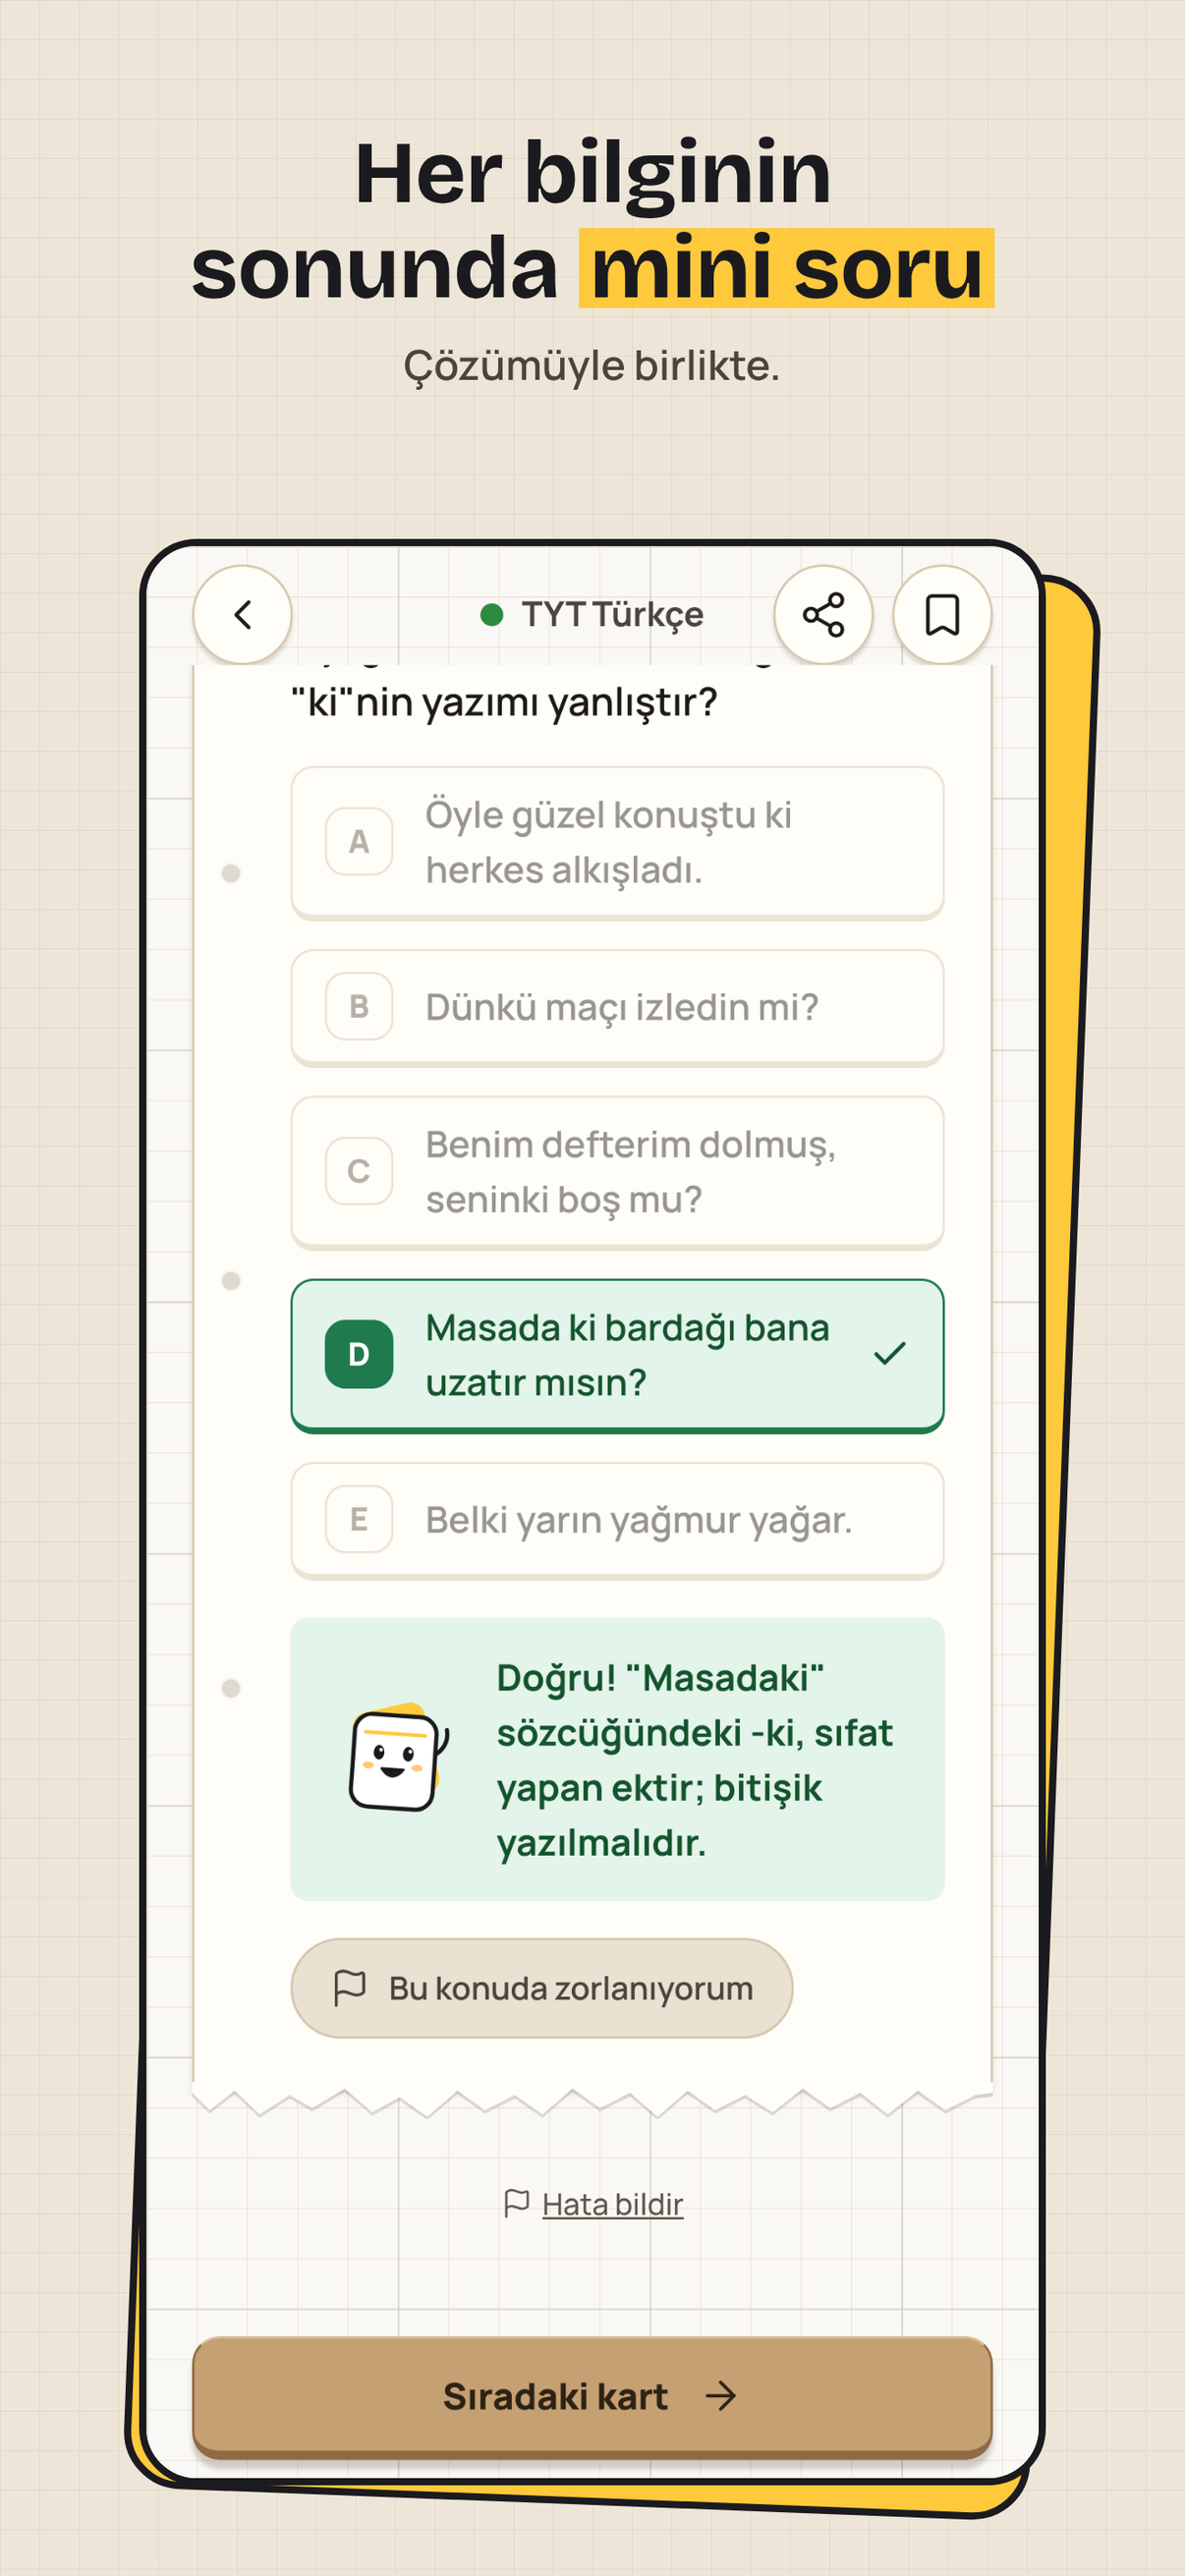 Her bilginin
sonunda mini soru
Çözümüyle birlikte.
TYT Türkçe
"ki"nin yazımı yanlıştır?
A
Öyle güzel konuştu ki
herkes alkışladı.
B
Dünkü maçı izledin mi?
C
Benim defterim dolmuş,
seninki boş mu?
D
Masada ki bardağı bana
uzatır mısın?
E
Belki yarın yağmur yağar.
Doğru! "Masadaki"
sözcüğündeki -ki, sıfat
yapan ektir; bitişik
yazılmalıdır.
Bu konuda zorlanıyorum
Hata bildir
Sıradaki kart